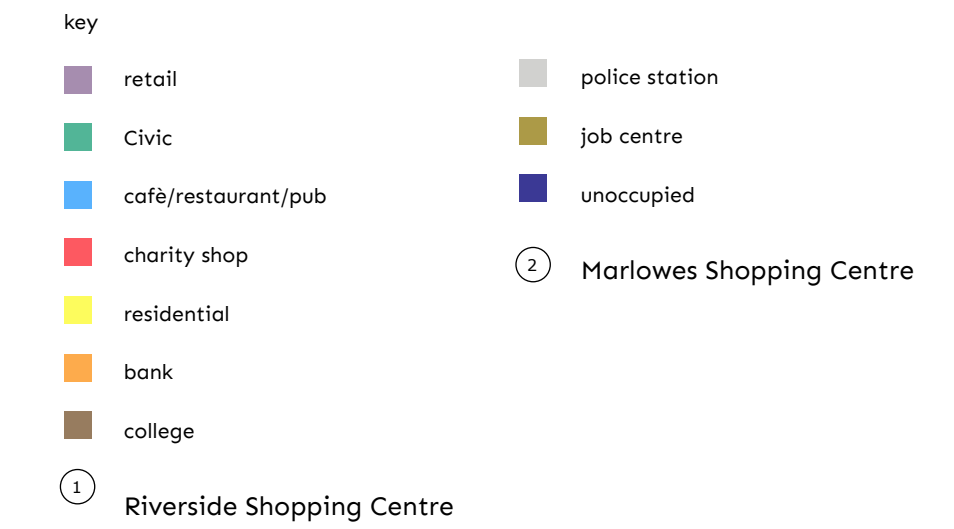 key
retail
Civic
cafè/restaurant/pub
charity shop
residential
bank
college
1 Riverside Shopping Centre
police station
job centre
unoccupied
2 Marlowes Shopping Centre